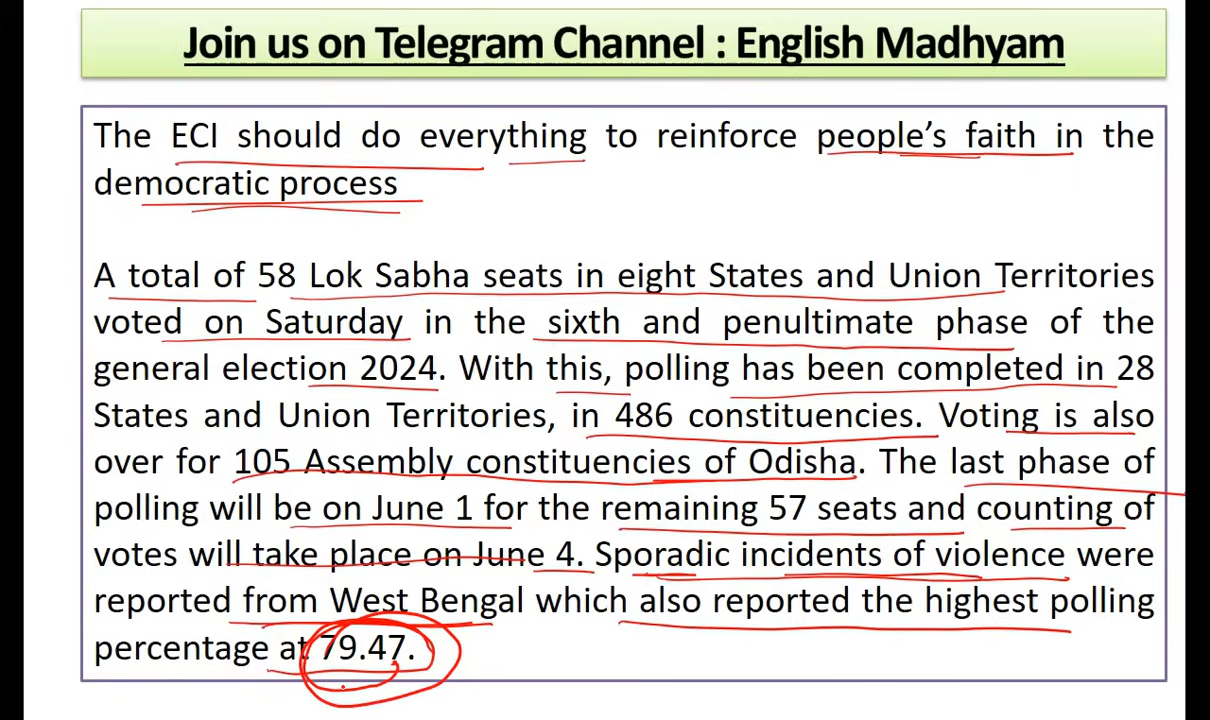 Join us on Telegram Channel : English Madhyam
The ECI should do everything to reinforce people’s faith in the
democratic process
A total of 58 Lok Sabha seats in eight States and Union Territories
voted on Saturday in the sixth and penultimate phase of the
general election 2024. With this, polling has been completed in 28
States and Union Territories, in 486 constituencies. Voting is also
over for 105 Assembly constituencies of Odisha. The last phase of
polling will be on June 1 for the remaining 57 seats and counting of
votes will take place on June 4. Sporadic incidents of violence were
reported from West Bengal which also reported the highest polling
percentage at 79.47.